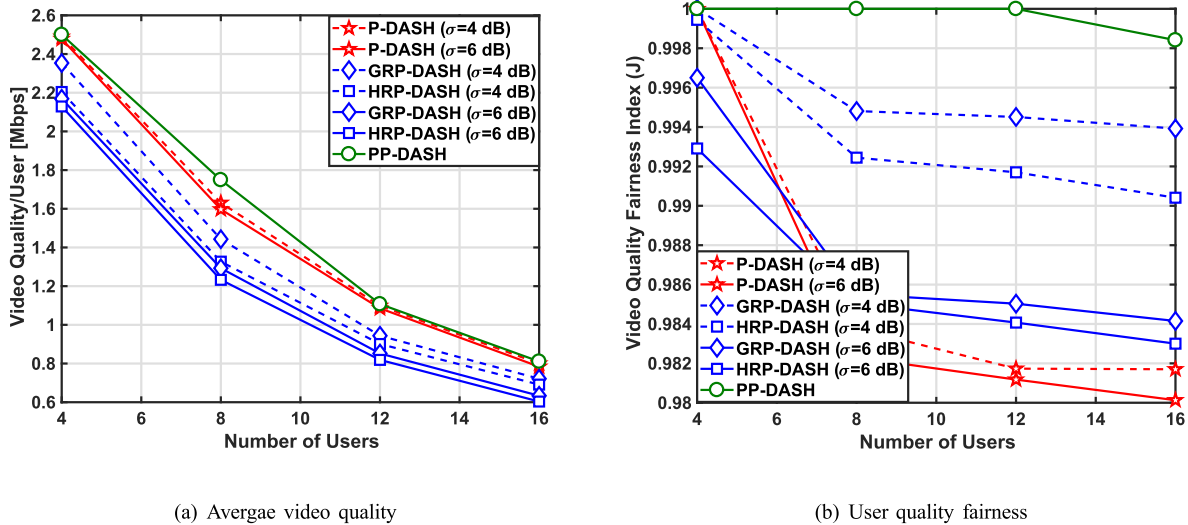 2.6
2.4
2.2
2
1.8
1.6
1.4
1.2
1
0.8
0.6
4
6
8
10
12
14
16
Video Quality/User [Mbps]
Number of Users
P-DASH (σ=4 dB)
P-DASH (σ=6 dB)
GRP-DASH (σ=4 dB)
HRP-DASH (σ=4 dB)
GRP-DASH (σ=6 dB)
HRP-DASH (σ=6 dB)
PP-DASH
(a) Avergae video quality
1
0.998
0.996
0.994
0.992
0.99
0.988
0.986
0.984
0.982
0.98
4
6
8
10
12
14
16
Video Quality Fairness Index (J)
Number of Users
P-DASH (σ=4 dB)
P-DASH (σ=6 dB)
GRP-DASH (σ=4 dB)
HRP-DASH (σ=4 dB)
GRP-DASH (σ=6 dB)
HRP-DASH (σ=6 dB)
PP-DASH
(b) User quality fairness